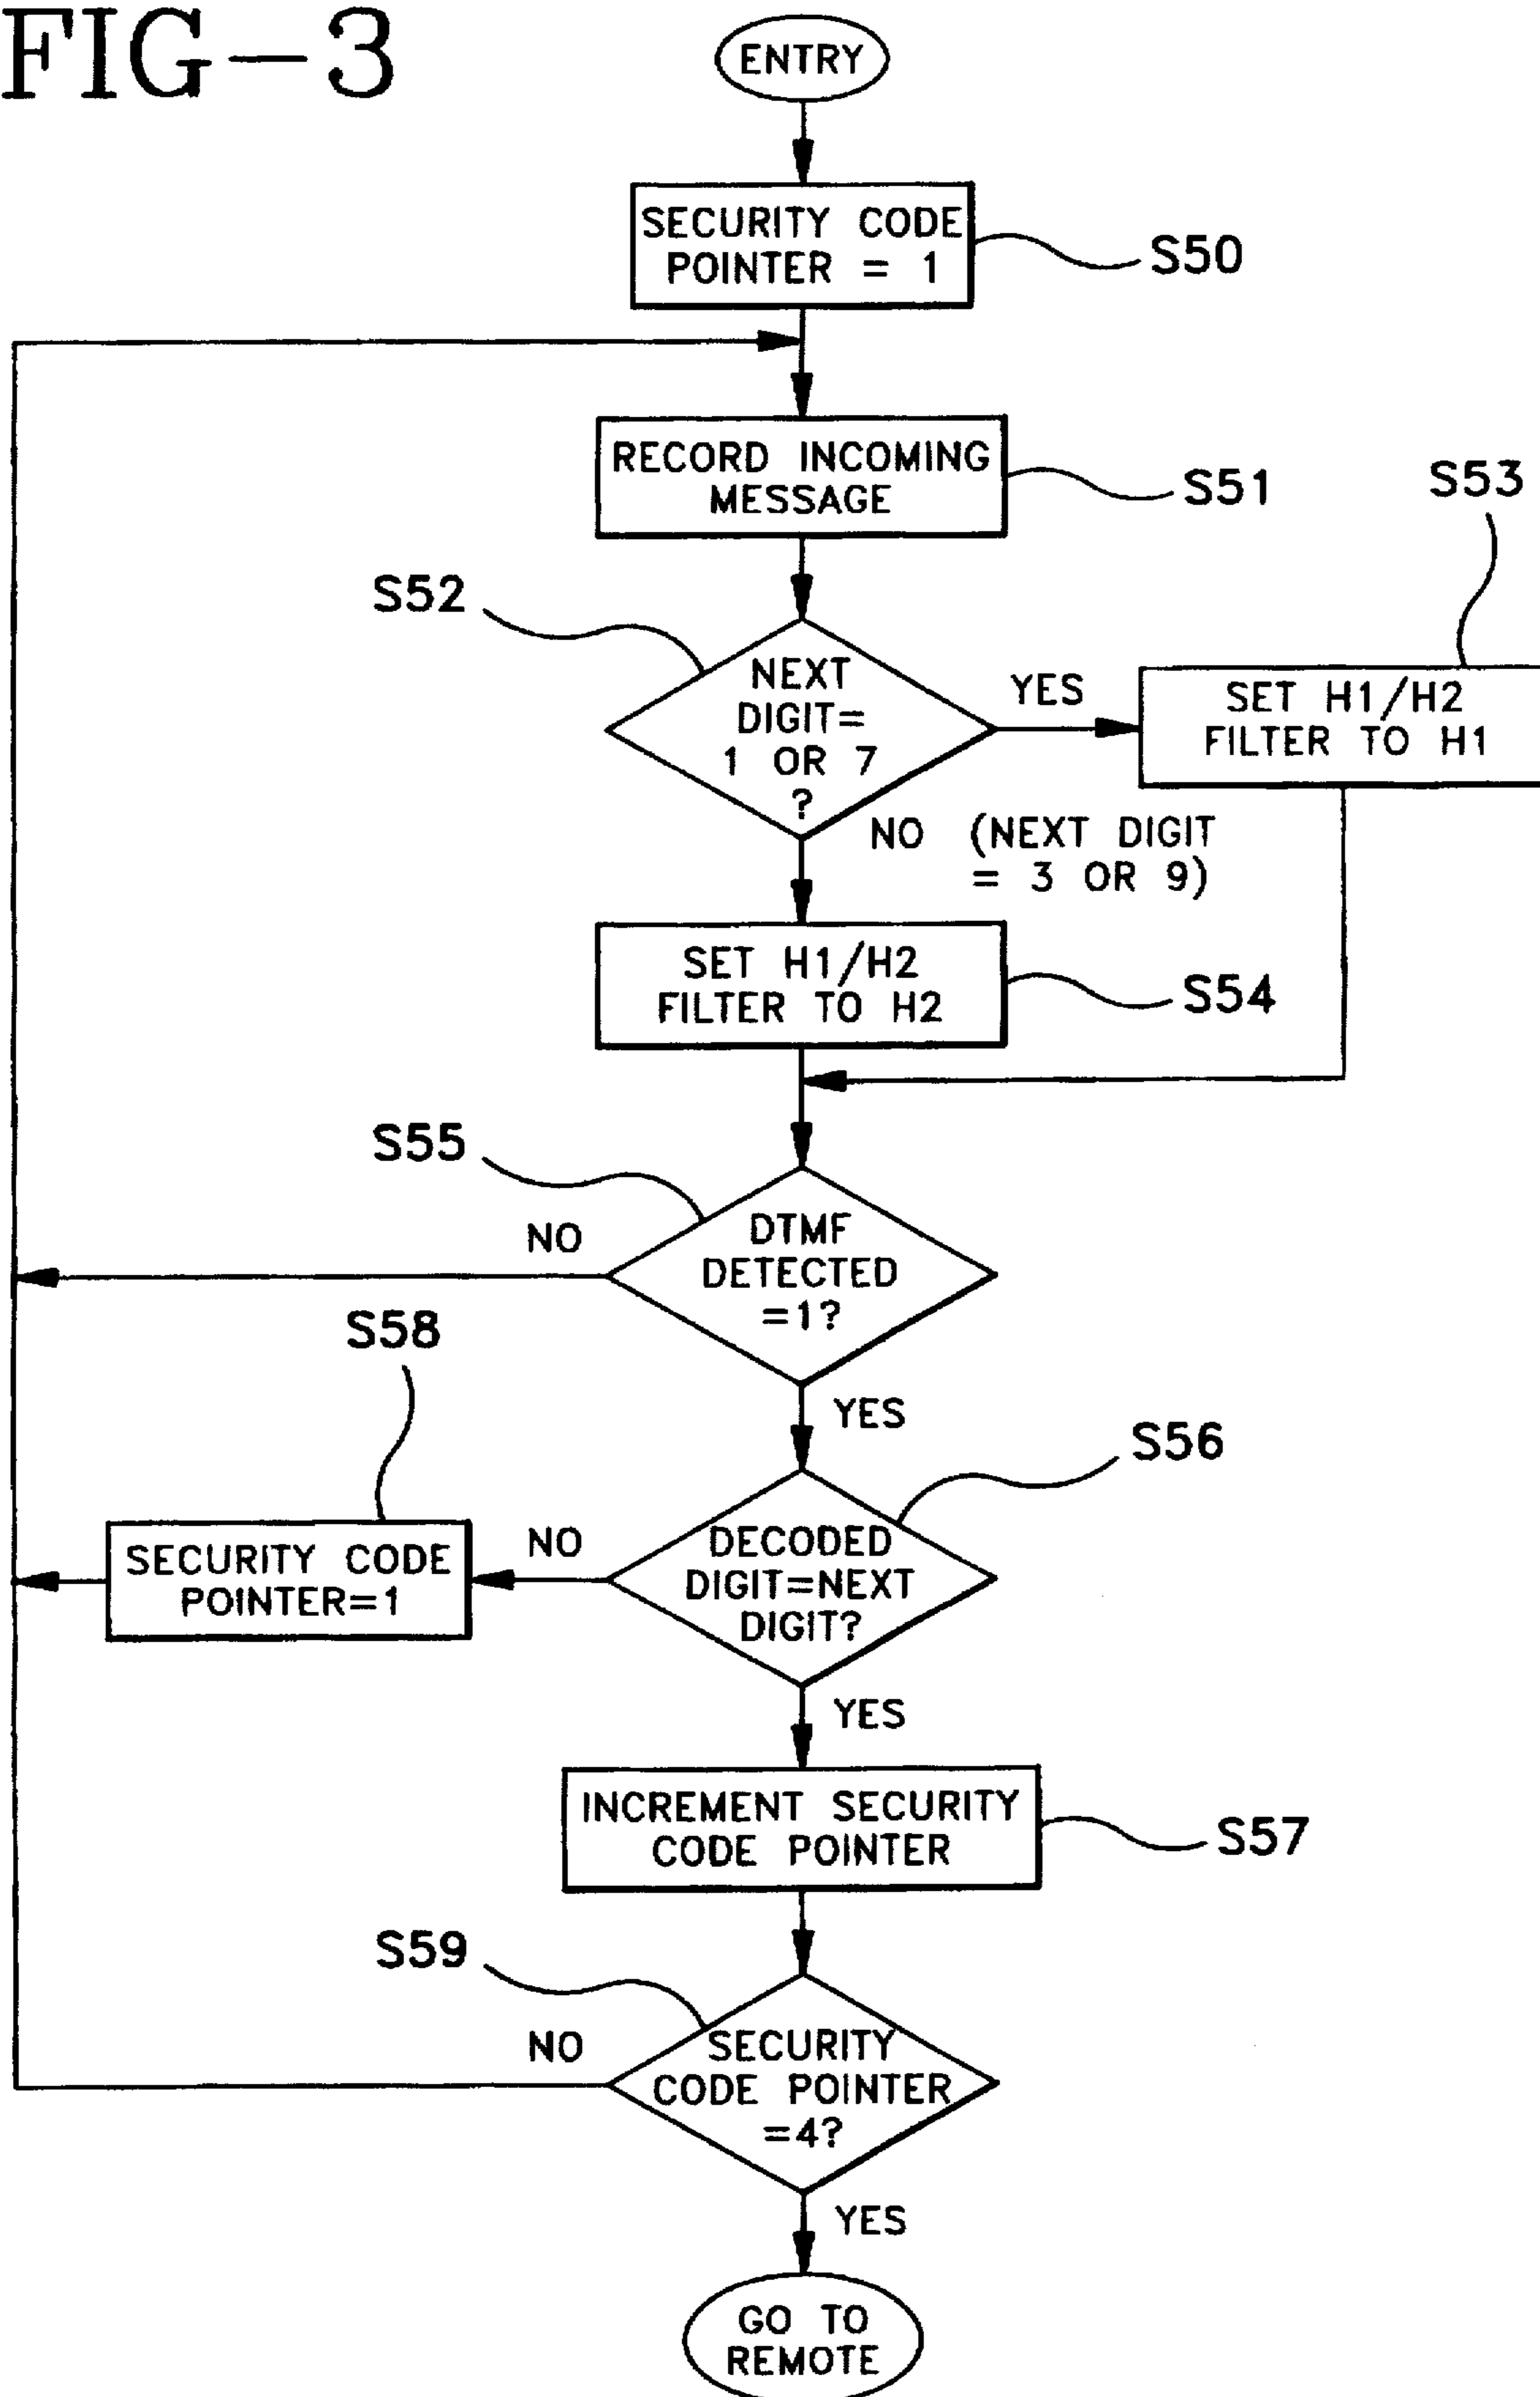 FIG-3
ENTRY
SECURITY CODE
POINTER = 1
S50
RECORD INCOMING
MESSAGE
S51
S53
S52
NEXT
DIGIT=
1 OR 7
?
YES
SET H1/H2
FILTER TO H1
NO (NEXT DIGIT
= 3 OR 9)
SET H1/H2
FILTER TO H2
S54
S55
DTMF
DETECTED
=1?
NO
YES
S58
S56
DECODED
DIGIT=NEXT
DIGIT?
NO
SECURITY CODE
POINTER=1
YES
INCREMENT SECURITY
CODE POINTER
S57
S59
SECURITY
CODE POINTER
=4?
NO
YES
GO TO
REMOTE